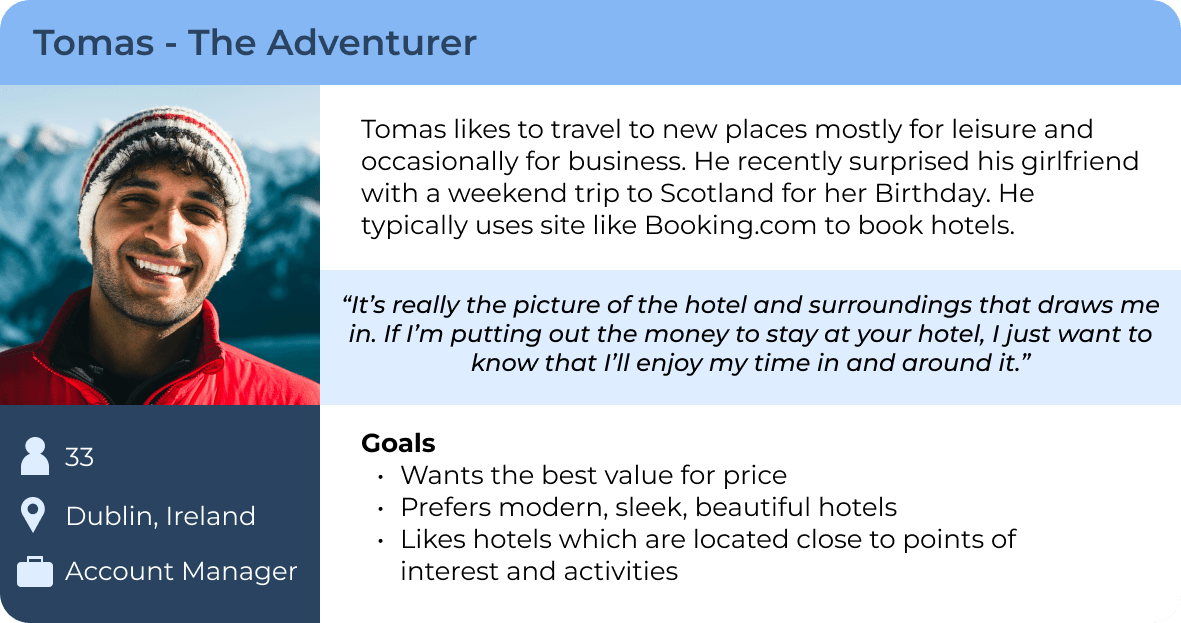 Tomas - The Adventurer
Tomas likes to travel to new places mostly for leisure and
occasionally for business. He recently surprised his girlfriend
with a weekend trip to Scotland for her Birthday. He
typically uses site like Booking.com to book hotels.
“It’s really the picture of the hotel and surroundings that draws me
in. If I’m putting out the money to stay at your hotel, I just want to
know that I’ll enjoy my time in and around it.”
33
Dublin, Ireland
Account Manager
Goals
• Wants the best value for price
• Prefers modern, sleek, beautiful hotels
• Likes hotels which are located close to points of
interest and activities